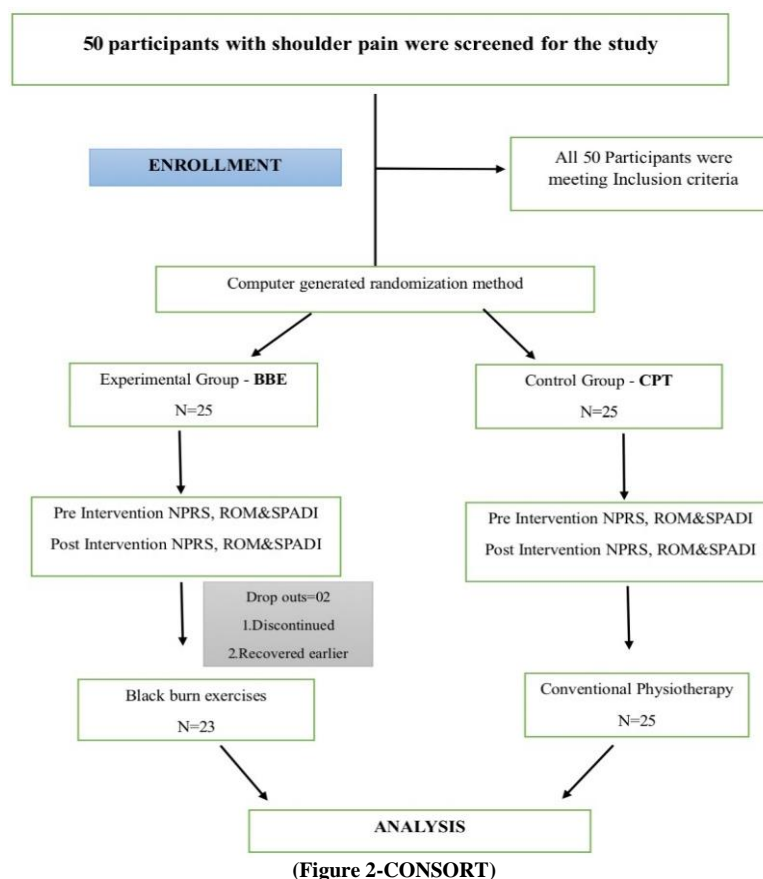 50 participants with shoulder pain were screened for the study
ENROLLMENT
All 50 Participants were
meeting Inclusion criteria
Computer generated randomization method
Experimental Group - BBE
N=25
Control Group - CPT
N=25
Pre Intervention NPRS, ROM&SPADI
Post Intervention NPRS, ROM&SPADI
Pre Intervention NPRS, ROM&SPADI
Post Intervention NPRS, ROM&SPADI
Drop outs=02
1.Discontinued
2.Recovered earlier
Black burn exercises
N=23
Conventional Physiotherapy
N=25
ANALYSIS
(Figure 2-CONSORT)